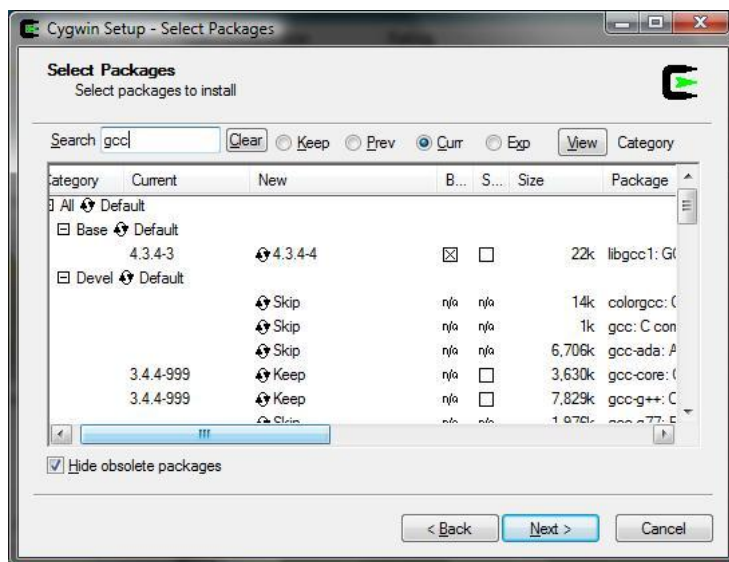 Cygwin Setup - Select Packages
Select Packages
Select packages to install
Search gcc Clear Keep Prev Curr Exp View Category
Category Current New B... S... Size Package
All Default
Base Default
4.3.4-3 4.3.4-4 22k libgcc1: GC
Devel Default
Skip n/a n/a 14k colorgcc: C
Skip n/a n/a 1k gcc: C com
Skip n/a n/a 6,706k gcc-ada: A
3.4.4-999 Keep n/a 3,630k gcc-core: C
3.4.4-999 Keep n/a 7,829k gcc-g++: C
Hide obsolete packages
< Back Next > Cancel